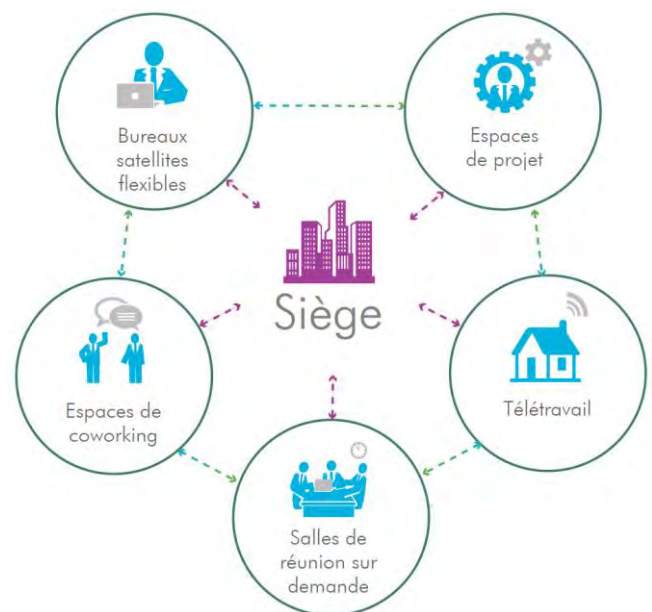 Bureaux
satellites
flexibles
Espaces
de projet
Siège
Espaces de
coworking
Télétravail
Salles de
réunion sur
demande